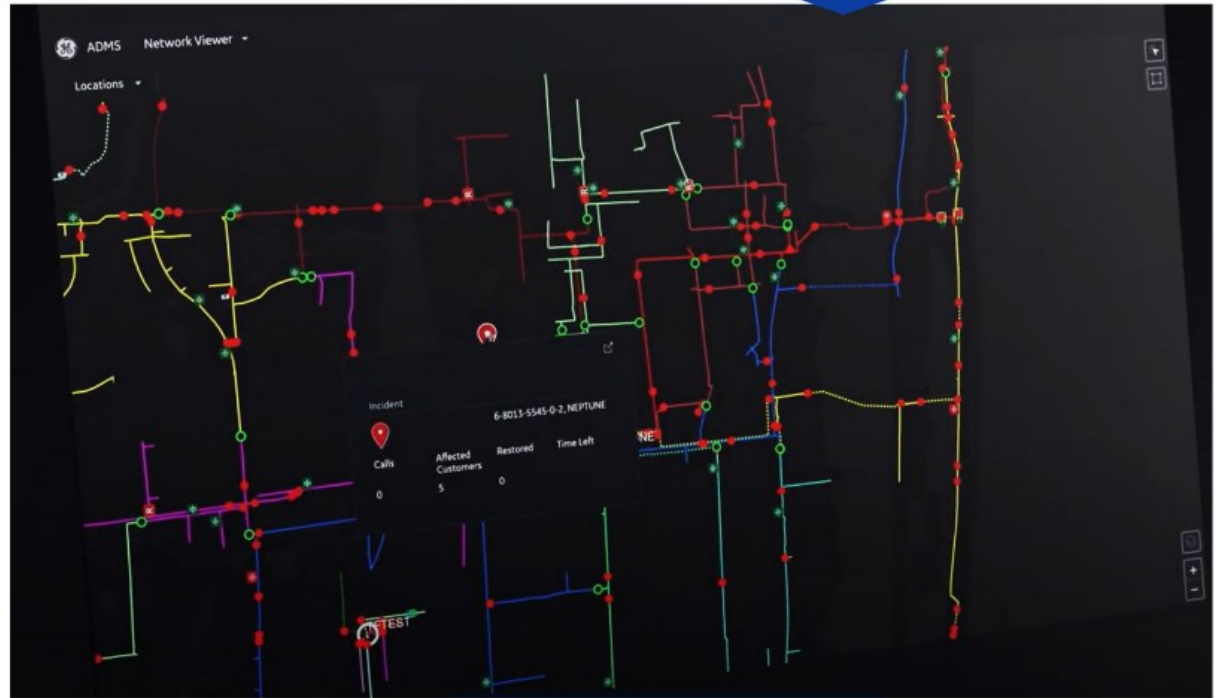 ADMS Network Viewer
Locations
Incident
6-8013-5545-0-2, NEPTUNE
Calls
Affected
Customers
Restored
Time Left
0
5
0
NE
R
R
R
TEST
+
−